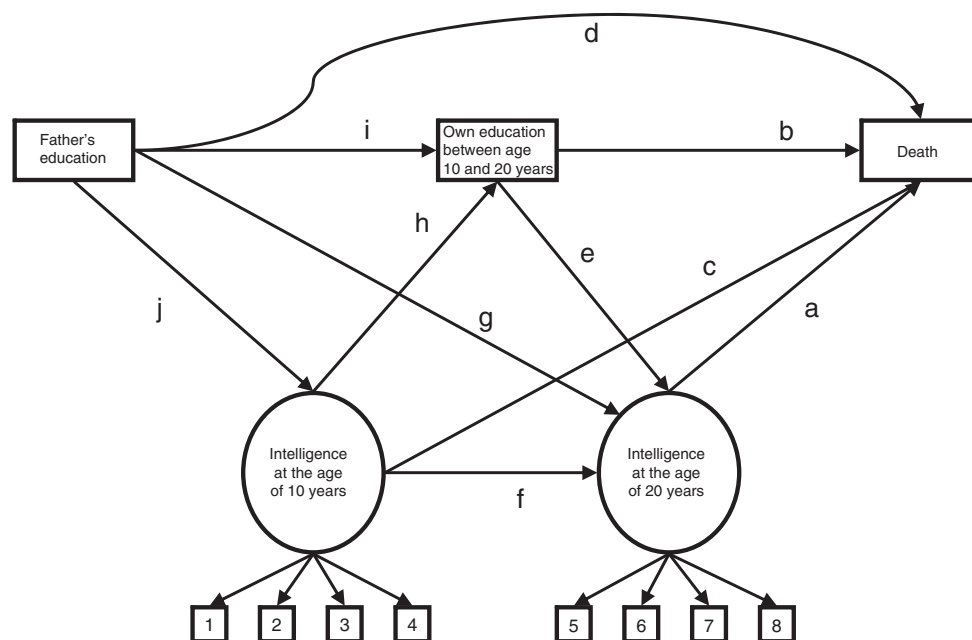 d
Father's
education
i
Own education
between age
10 and 20 years
b
Death
h
e
c
j
g
a
Intelligence
at the age
of 10 years
f
Intelligence
at the age
of 20 years
1
2
3
4
5
6
7
8